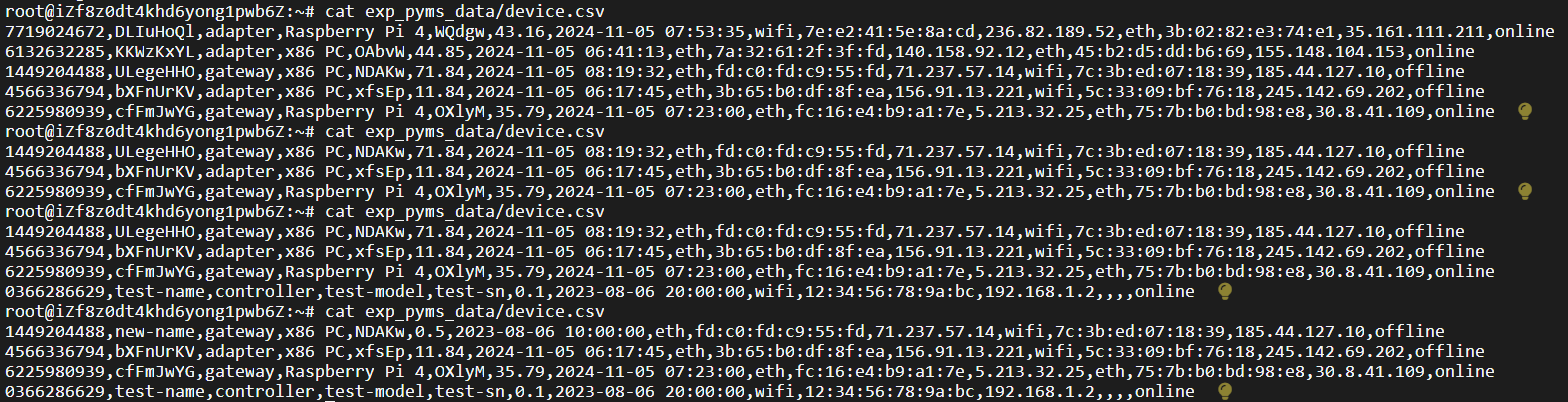 root@iZf8z0dt4khd6yong1pwb6Z:~# cat exp_pyms_data/device.csv
7719024672,DLIuHoQl,adapter,Raspberry Pi 4,WQdgw,43.16,2024-11-05 07:53:35,wifi,7e:e2:41:5e:8a:cd,236.82.189.52,eth,3b:02:82:e3:74:e1,35.161.111.211,online
6132632285,KKWzKxYL,adapter,x86 PC,OAbvW,44.85,2024-11-05 06:41:13,eth,7a:32:61:2f:3f:fd,140.158.92.12,eth,45:b2:d5:dd:b6:69,155.148.104.153,online
1449204488,ULegeHHO,gateway,x86 PC,NDAKw,71.84,2024-11-05 08:19:32,eth,fd:c0:fd:c9:55:fd,71.237.57.14,wifi,7c:3b:ed:07:18:39,185.44.127.10,offline
4566336794,bXFnUrKV,adapter,x86 PC,xfsEp,11.84,2024-11-05 06:17:45,eth,3b:65:b0:df:8f:ea,156.91.13.221,wifi,5c:33:09:bf:76:18,245.142.69.202,offline
6225980939,cfFmJwYG,gateway,Raspberry Pi 4,OXlyM,35.79,2024-11-05 07:23:00,eth,fc:16:e4:b9:a1:7e,5.213.32.25,eth,75:7b:b0:bd:98:e8,30.8.41.109,online
root@iZf8z0dt4khd6yong1pwb6Z:~# cat exp_pyms_data/device.csv
1449204488,ULegeHHO,gateway,x86 PC,NDAKw,71.84,2024-11-05 08:19:32,eth,fd:c0:fd:c9:55:fd,71.237.57.14,wifi,7c:3b:ed:07:18:39,185.44.127.10,offline
4566336794,bXFnUrKV,adapter,x86 PC,xfsEp,11.84,2024-11-05 06:17:45,eth,3b:65:b0:df:8f:ea,156.91.13.221,wifi,5c:33:09:bf:76:18,245.142.69.202,offline
6225980939,cfFmJwYG,gateway,Raspberry Pi 4,OXlyM,35.79,2024-11-05 07:23:00,eth,fc:16:e4:b9:a1:7e,5.213.32.25,eth,75:7b:b0:bd:98:e8,30.8.41.109,online
root@iZf8z0dt4khd6yong1pwb6Z:~# cat exp_pyms_data/device.csv
1449204488,ULegeHHO,gateway,x86 PC,NDAKw,71.84,2024-11-05 08:19:32,eth,fd:c0:fd:c9:55:fd,71.237.57.14,wifi,7c:3b:ed:07:18:39,185.44.127.10,offline
4566336794,bXFnUrKV,adapter,x86 PC,xfsEp,11.84,2024-11-05 06:17:45,eth,3b:65:b0:df:8f:ea,156.91.13.221,wifi,5c:33:09:bf:76:18,245.142.69.202,offline
6225980939,cfFmJwYG,gateway,Raspberry Pi 4,OXlyM,35.79,2024-11-05 07:23:00,eth,fc:16:e4:b9:a1:7e,5.213.32.25,eth,75:7b:b0:bd:98:e8,30.8.41.109,online
0366286629,test-name,controller,test-model,test-sn,0.1,2023-08-06 20:00:00,wifi,12:34:56:78:9a:bc,192.168.1.2,,,,online
root@iZf8z0dt4khd6yong1pwb6Z:~# cat exp_pyms_data/device.csv
1449204488,new-name,gateway,x86 PC,NDAKw,0.5,2023-08-06 10:00:00,eth,fd:c0:fd:c9:55:fd,71.237.57.14,wifi,7c:3b:ed:07:18:39,185.44.127.10,offline
4566336794,bXFnUrKV,adapter,x86 PC,xfsEp,11.84,2024-11-05 06:17:45,eth,3b:65:b0:df:8f:ea,156.91.13.221,wifi,5c:33:09:bf:76:18,245.142.69.202,offline
6225980939,cfFmJwYG,gateway,Raspberry Pi 4,OXlyM,35.79,2024-11-05 07:23:00,eth,fc:16:e4:b9:a1:7e,5.213.32.25,eth,75:7b:b0:bd:98:e8,30.8.41.109,online
0366286629,test-name,controller,test-model,test-sn,0.1,2023-08-06 20:00:00,wifi,12:34:56:78:9a:bc,192.168.1.2,,,,online